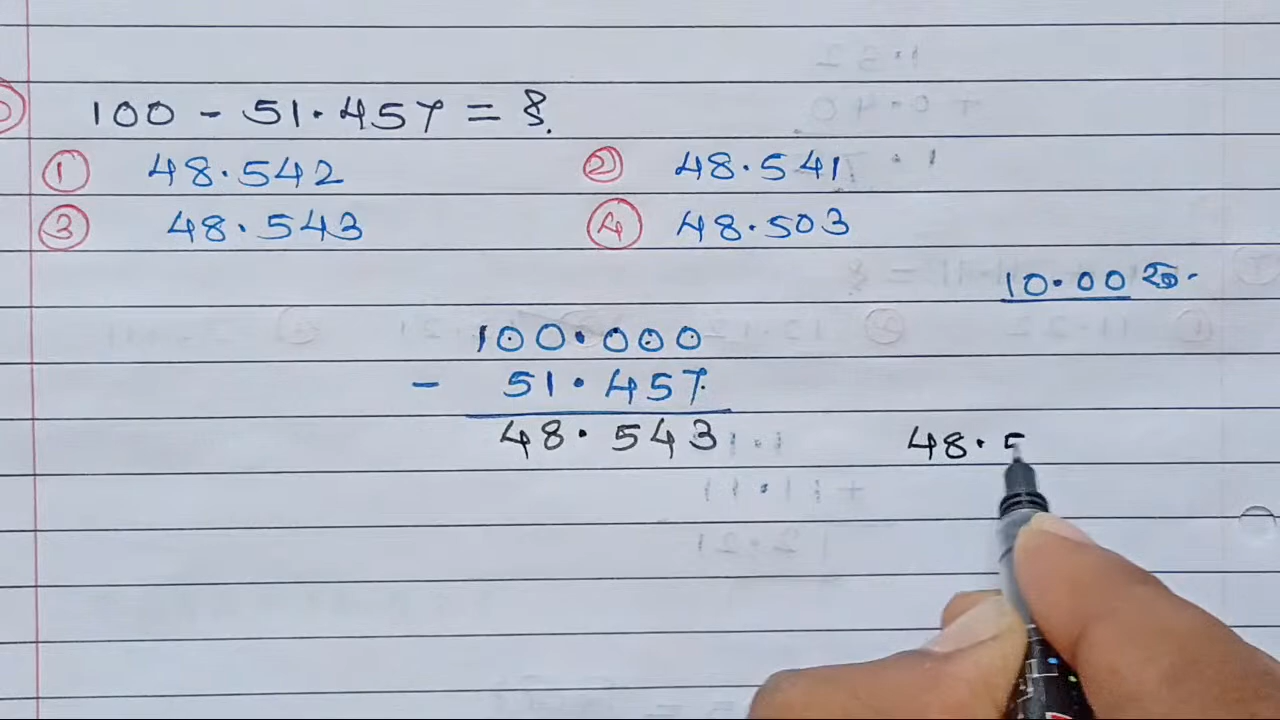 100 - 51.457 = ?
① 48.542 ② 48.541
③ 48.543 ④ 48.503
10.00
100.000
- 51.457
48.543
48.5